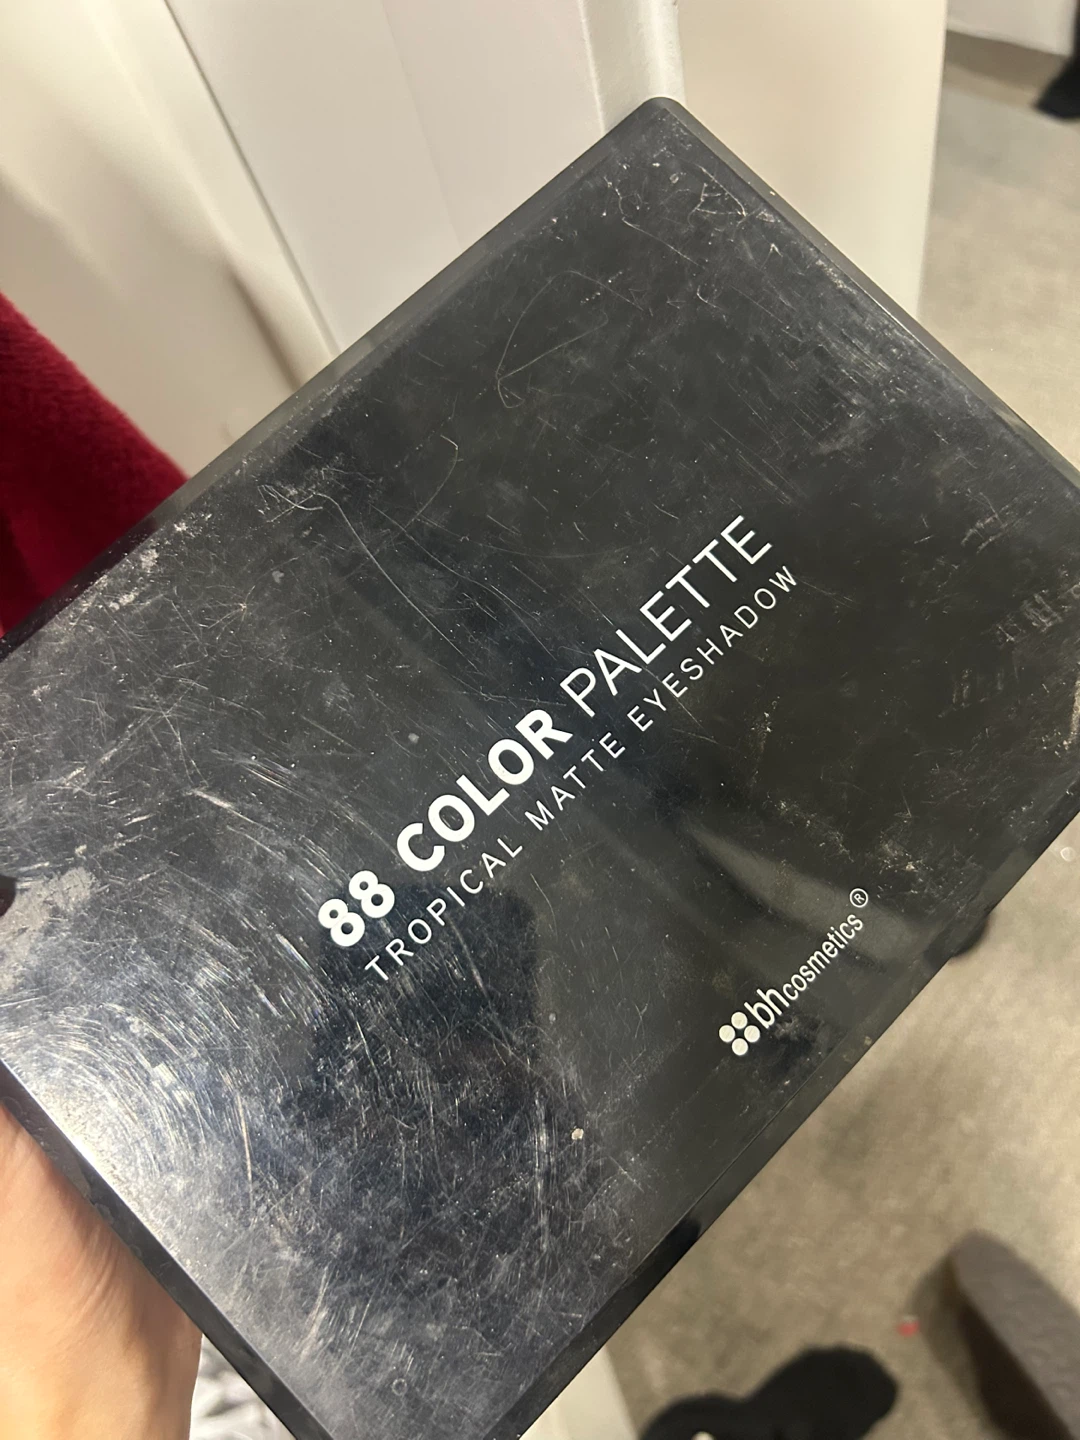 88 COLOR PALETTE
TROPICAL MATTE EYESHADOW
bhcosmetics®